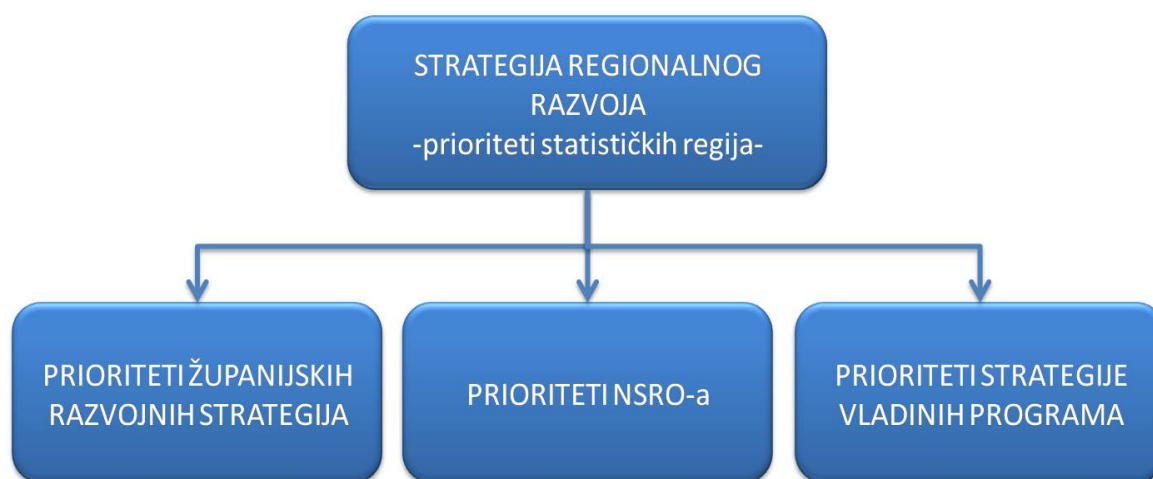 STRATEGIJA REGIONALNOG
RAZVOJA
-prioriteti statističkih regija-
PRIORITETI ŽUPANIJSKIH
RAZVOJNIH STRATEGIJA
PRIORITETI NSRO-a
PRIORITETI STRATEGIJE
VLADINIH PROGRAMA